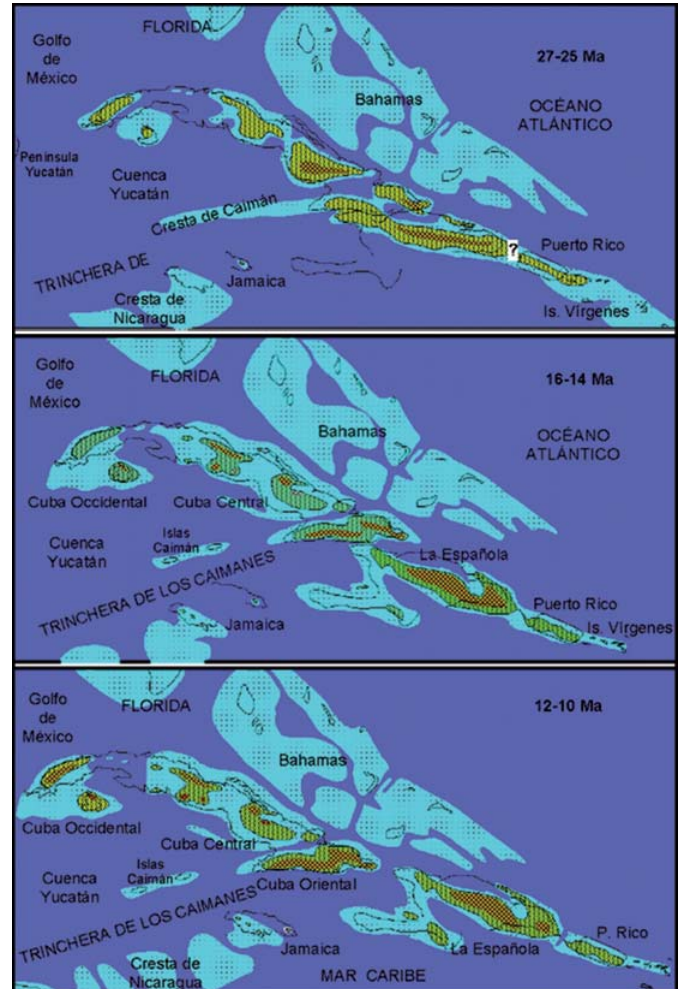 FLORIDA
Golfo
de
México
27-25 Ma
Bahamas
OCÉANO
ATLÁNTICO
Península
Yucatán
Cuenca
Yucatán
Cresta de Caimán
?
Puerto Rico
TRINCHERA DE
Jamaica
Cresta de
Nicaragua
Is. Vírgenes
Golfo
de
México
FLORIDA
16-14 Ma
Bahamas
OCÉANO
ATLÁNTICO
Cuba Occidental
Cuba Central
Islas
Caimán
Cuenca
Yucatán
La Española
TRINCHERA DE LOS CAIMANES
Jamaica
Puerto Rico
Is. Vírgenes
Golfo
de
México
FLORIDA
12-10 Ma
Bahamas
Cuba Occidental
Cuba Central
Islas
Caimán
Cuenca
Yucatán
Cuba Oriental
TRINCHERA DE LOS CAIMANES
P. Rico
Jamaica
La Española
Cresta de
Nicaragua
MAR CARIBE